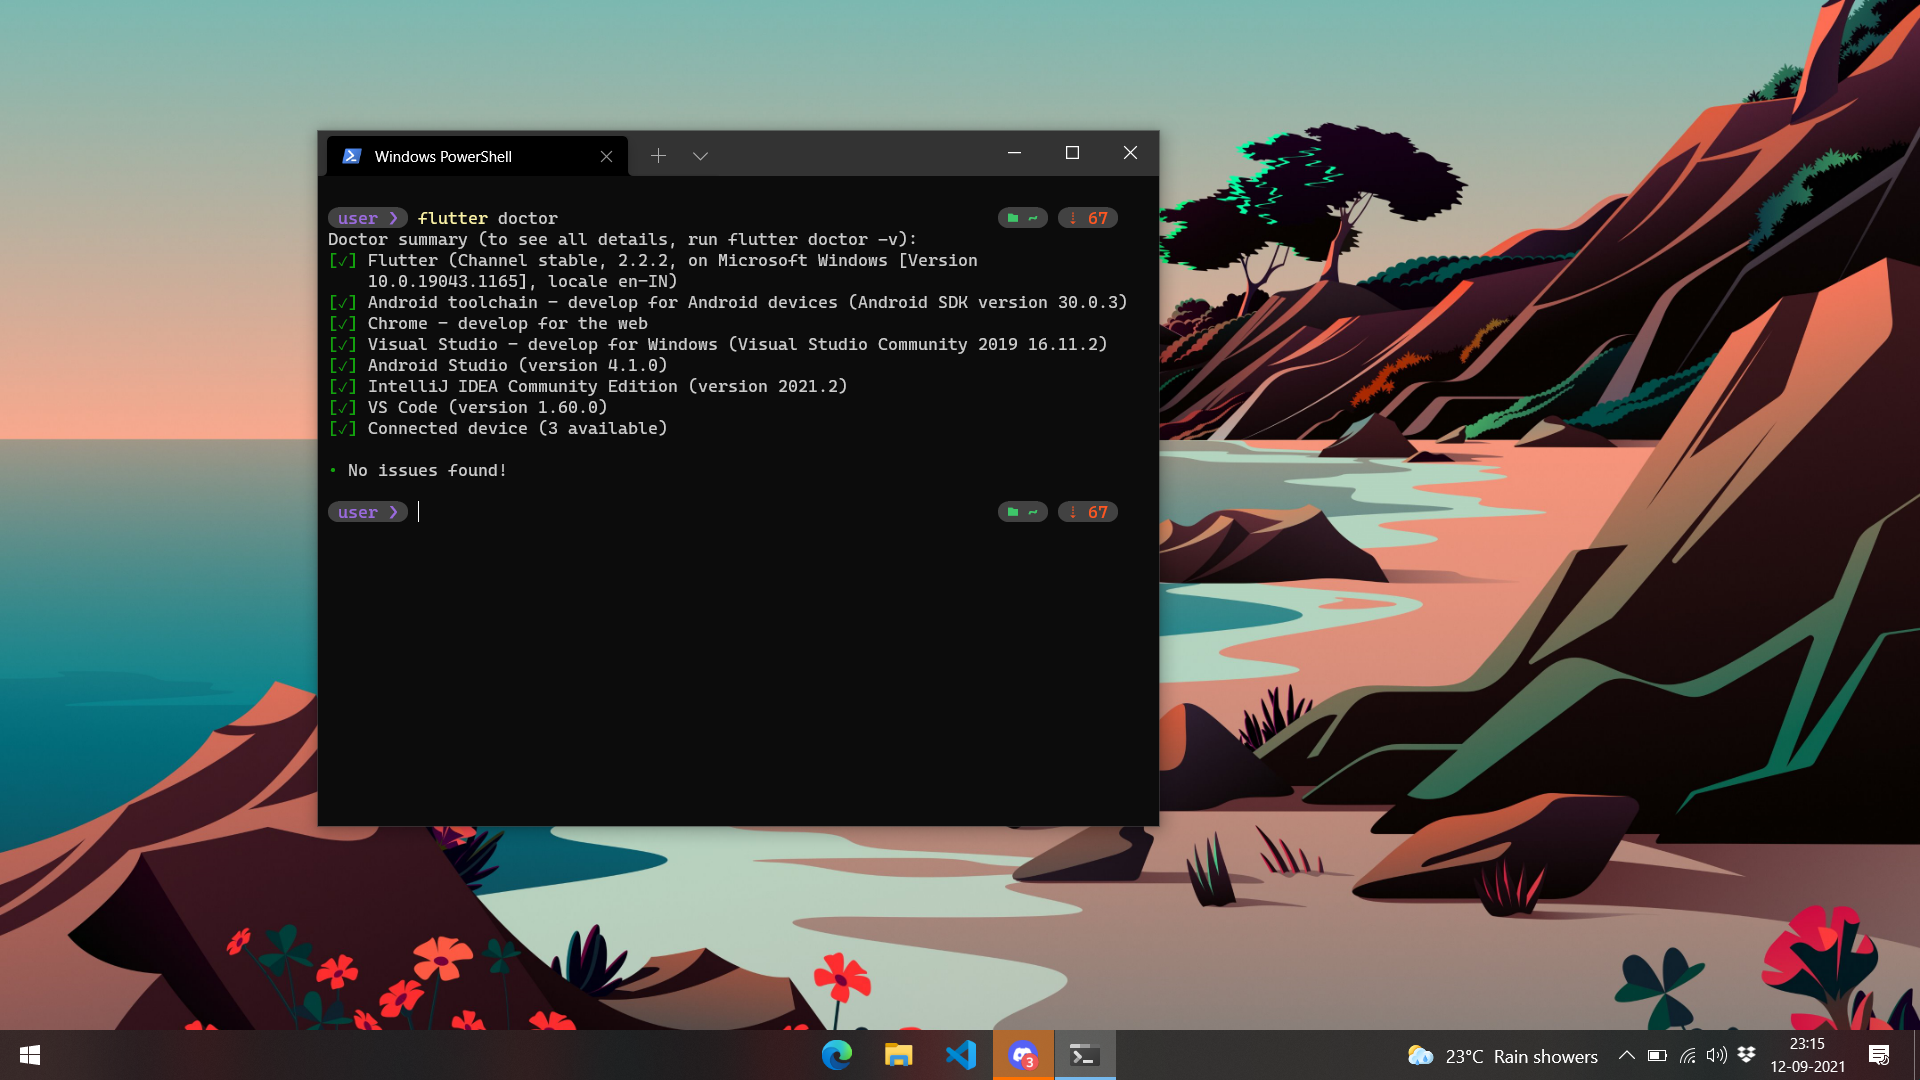 Windows PowerShell
user ❯ flutter doctor ~ ↓ 67
Doctor summary (to see all details, run flutter doctor -v):
[✓] Flutter (Channel stable, 2.2.2, on Microsoft Windows [Version
10.0.19043.1165], locale en-IN)
[✓] Android toolchain - develop for Android devices (Android SDK version 30.0.3)
[✓] Chrome - develop for the web
[✓] Visual Studio - develop for Windows (Visual Studio Community 2019 16.11.2)
[✓] Android Studio (version 4.1.0)
[✓] IntelliJ IDEA Community Edition (version 2021.2)
[✓] VS Code (version 1.60.0)
[✓] Connected device (3 available)
• No issues found!
user ❯ ~ ↓ 67
3
23°C Rain showers
23:15
12-09-2021